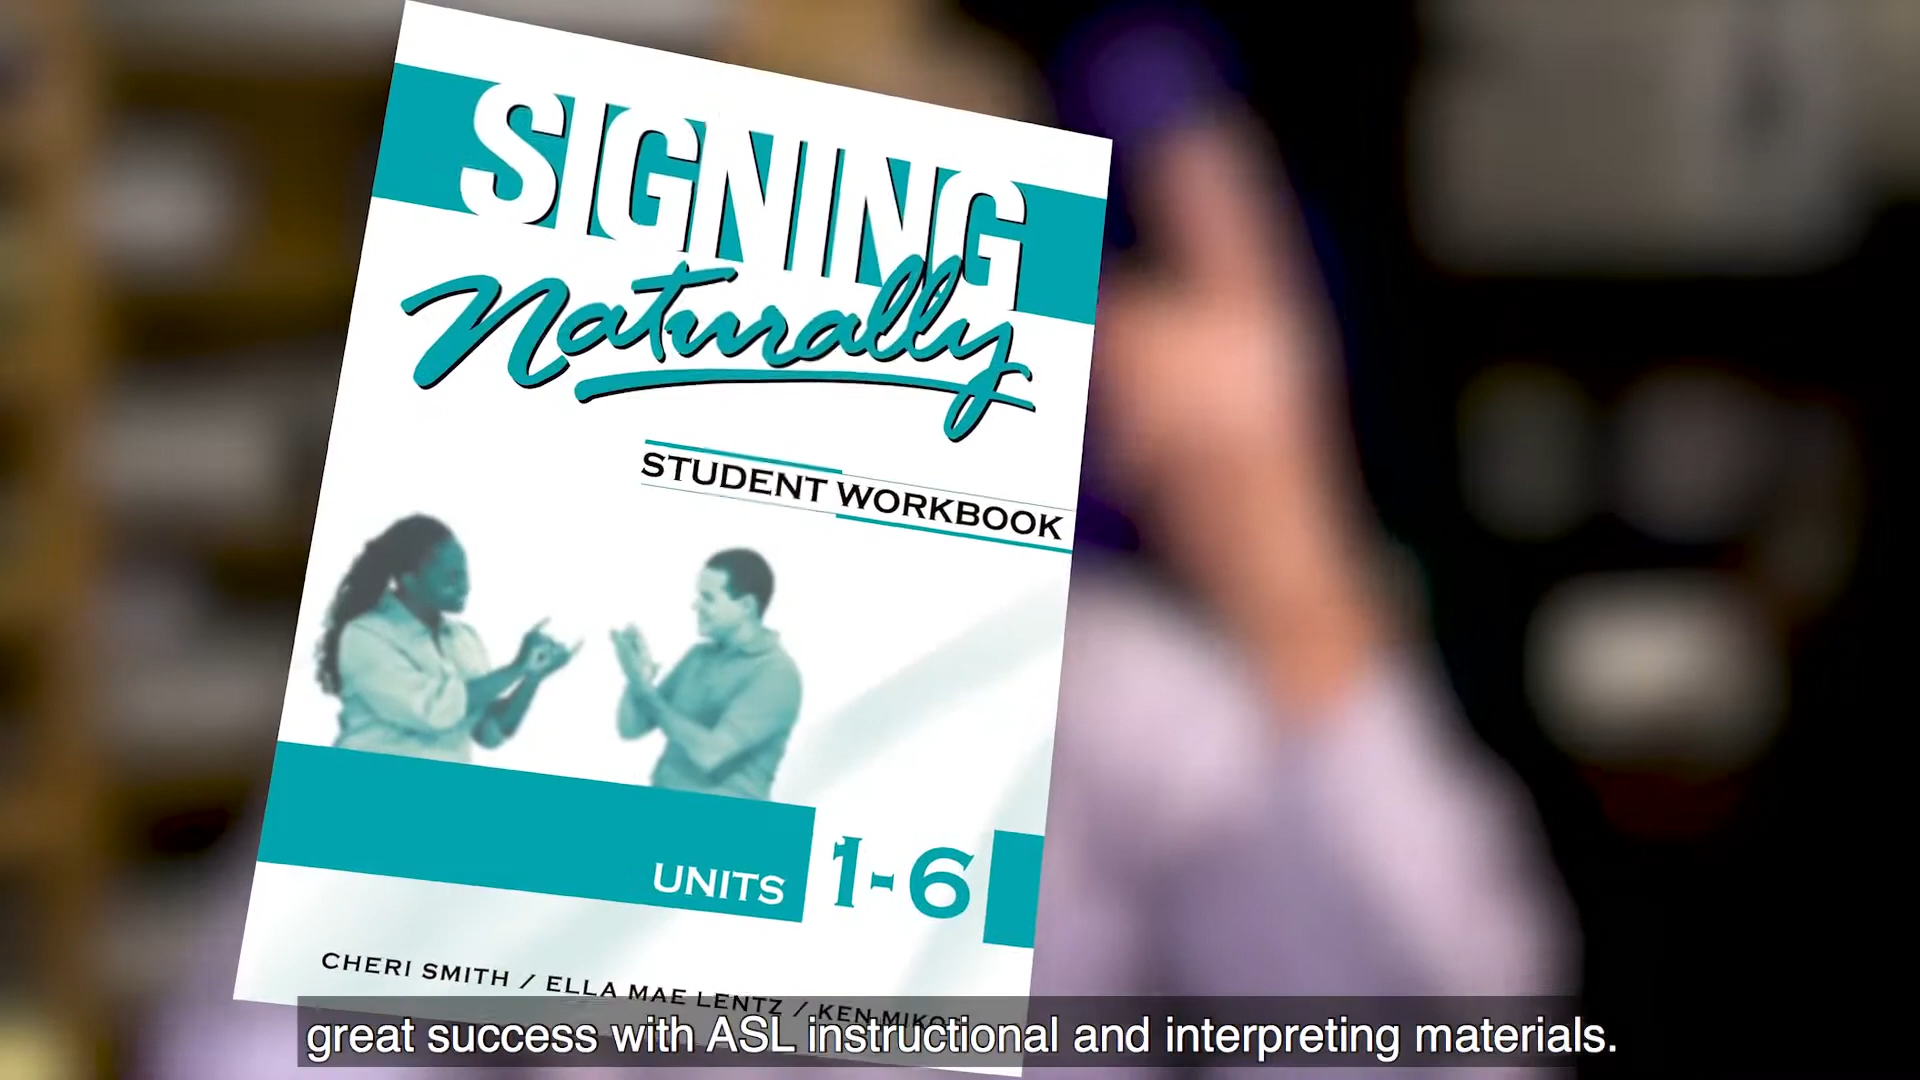 SIGNING
Naturally
STUDENT WORKBOOK
UNITS 1-6
CHERI SMITH / ELLA MAE LENTZ / KEN
great success with ASL instructional and interpreting materials.